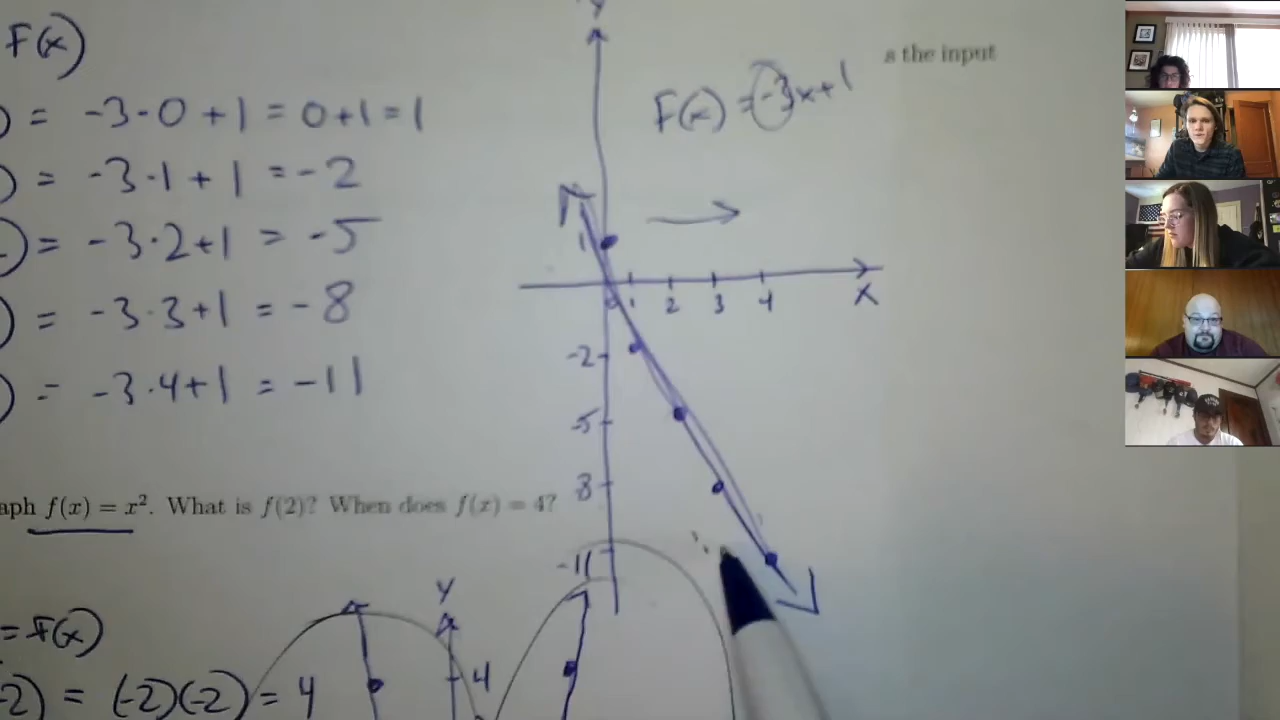 F(x)
) = -3·0 + 1 = 0+1 = 1
) = -3·1 + 1 = -2
) = -3·2+1 = -5
) = -3·3+1 = -8
) = -3·4+1 = -11
aph f(x) = x². What is f(2)? When does f(x) = 4?
= F(x)
-2) = (-2)(-2) = 4
Y
4
Y
F(x) = -3x+1
s the input
1
0 1 2 3 4
X
-2
-5
8
-11